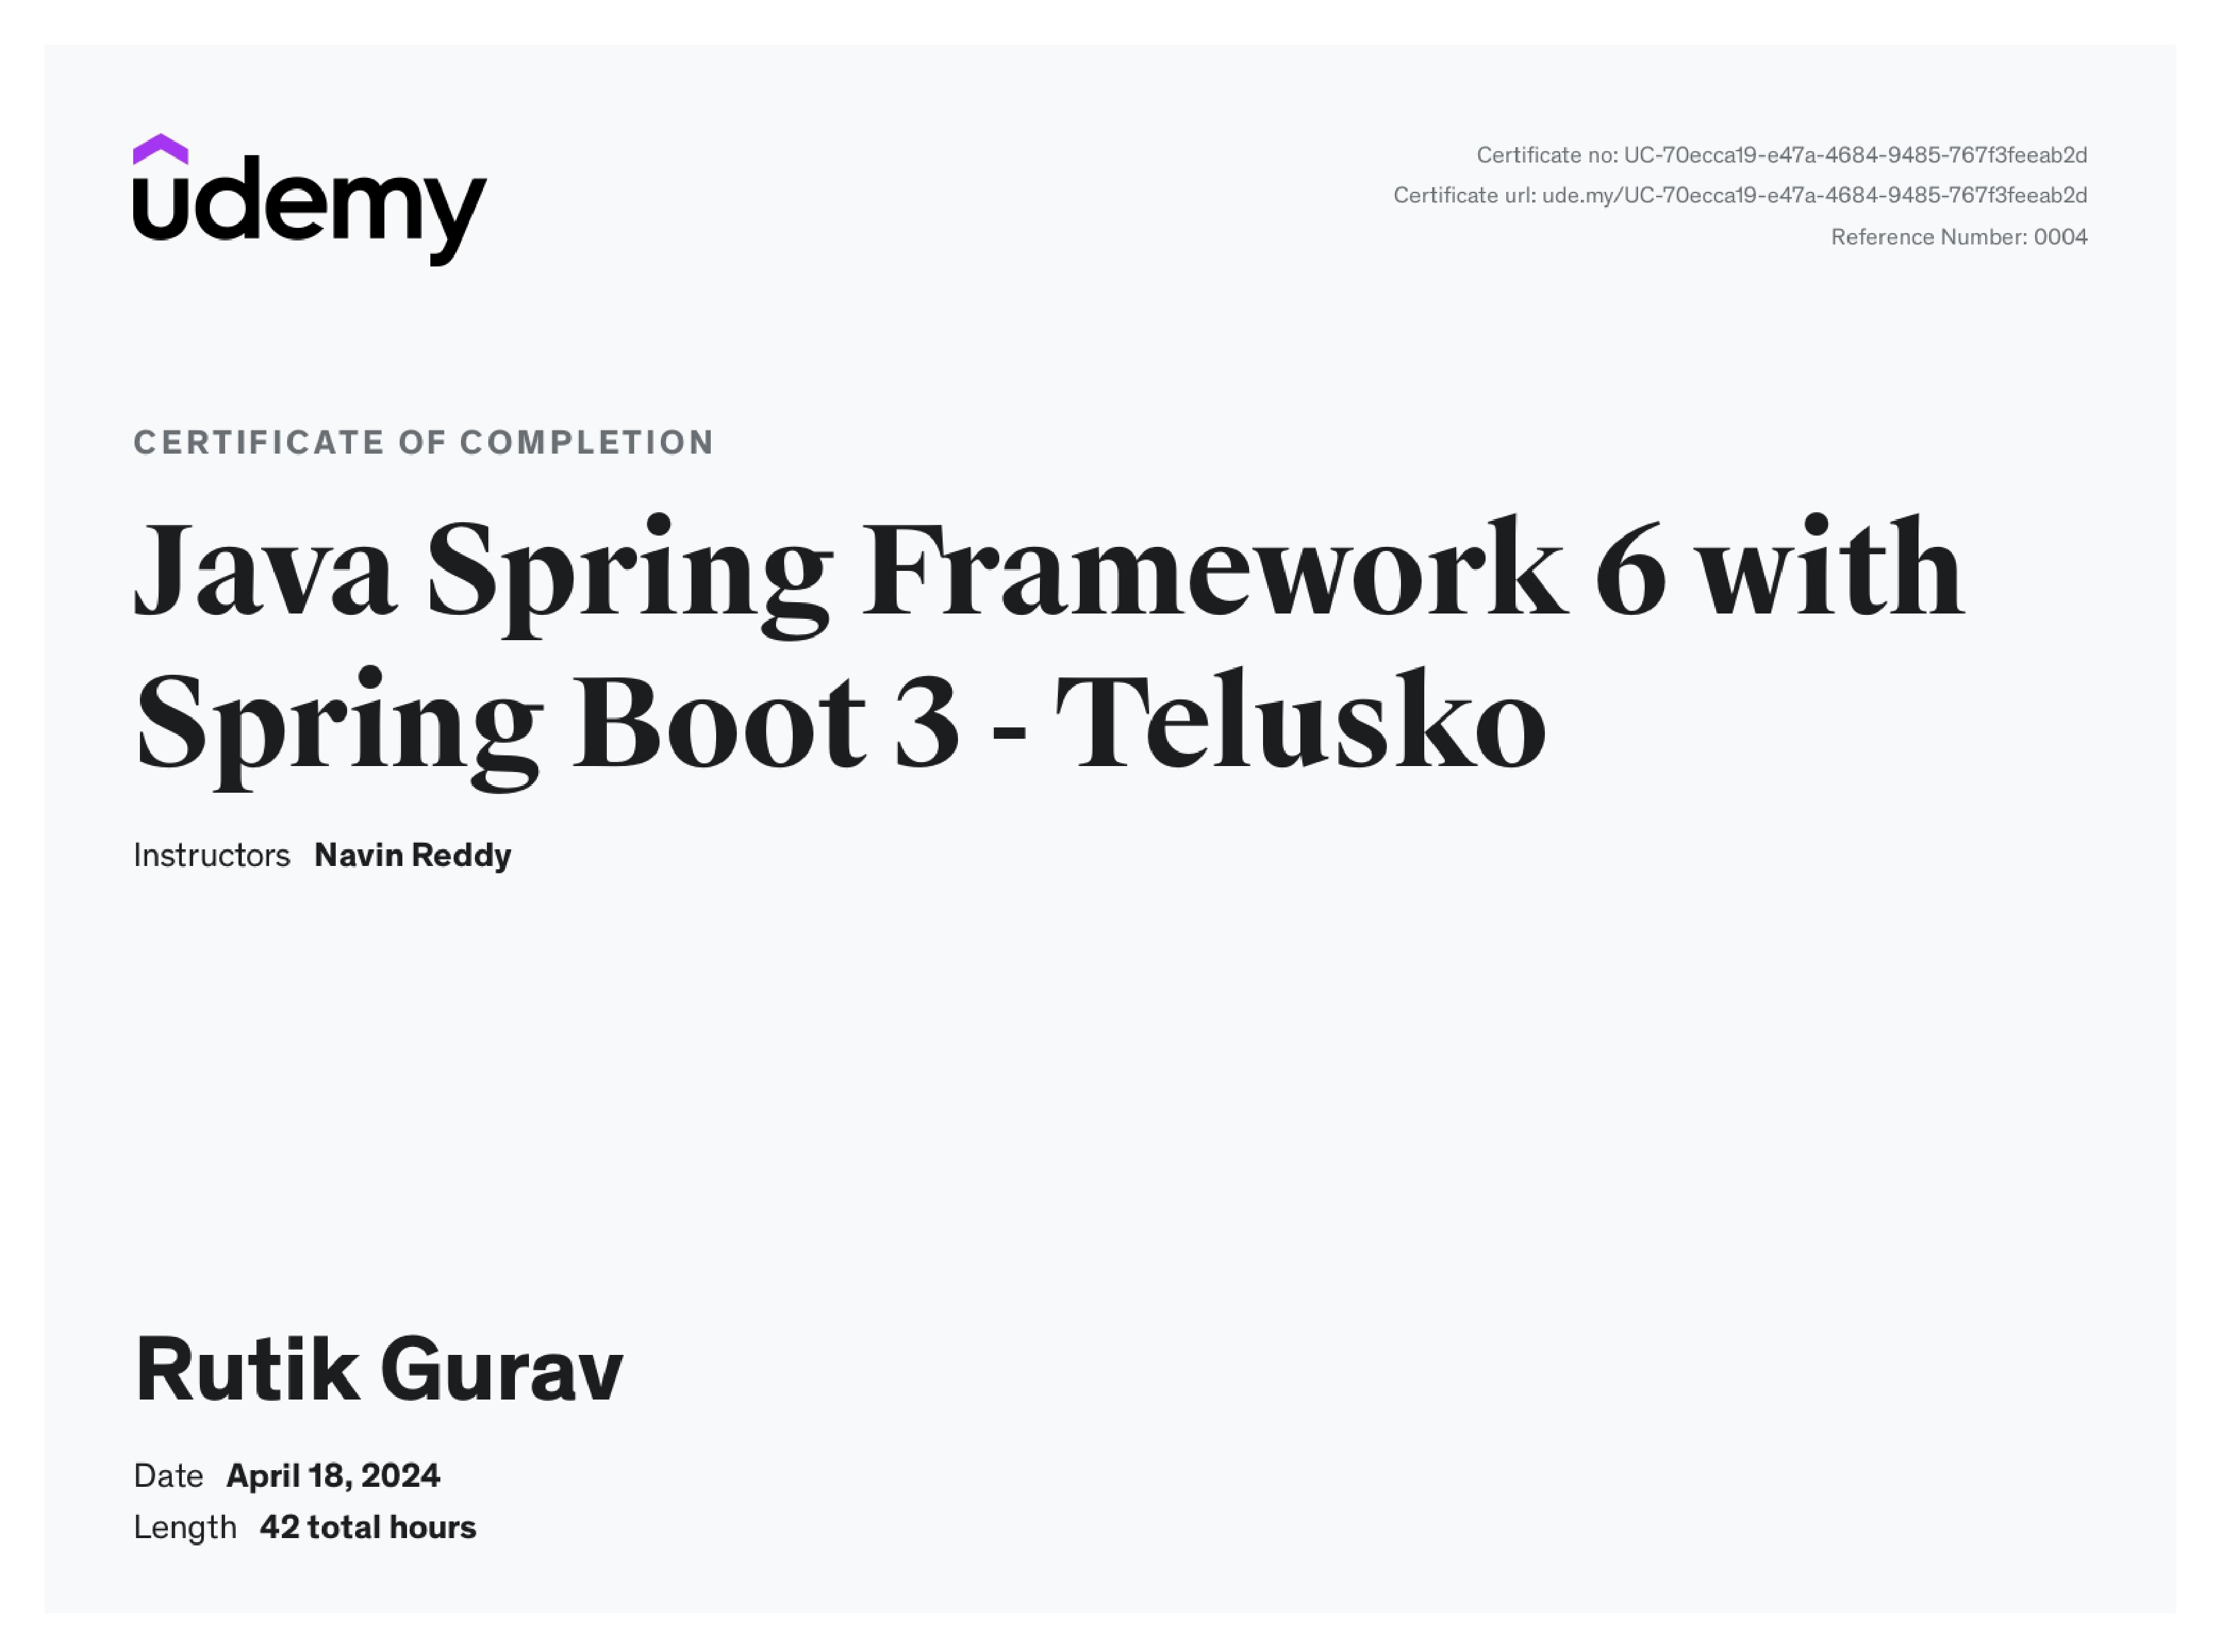 udemy
Certificate no: UC-70ecca19-e47a-4684-9485-767f3feeab2d
Certificate url: ude.my/UC-70ecca19-e47a-4684-9485-767f3feeab2d
Reference Number: 0004
CERTIFICATE OF COMPLETION
Java Spring Framework 6 with
Spring Boot 3 - Telusko
Instructors Navin Reddy
Rutik Gurav
Date April 18, 2024
Length 42 total hours